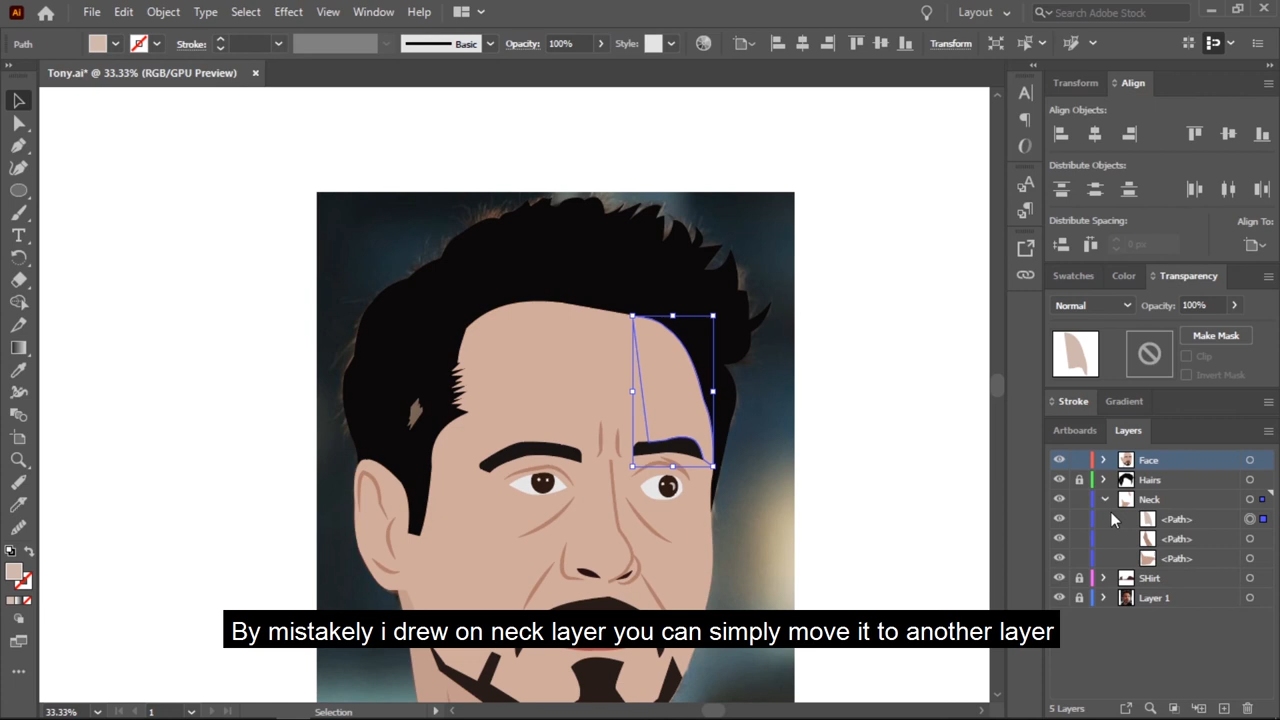 Ai File Edit Object Type Select Effect View Window Help Layout Search Adobe Stock
Path Stroke: Basic Opacity: 100% Style: Transform
Tony.ai* @ 33.33% (RGB/GPU Preview) ×
Transform Align
Align Objects:
Distribute Objects:
Distribute Spacing: Align To:
0 px
Swatches Color Transparency
Normal Opacity: 100%
Make Mask
Clip
Invert Mask
Stroke Gradient
Artboards Layers
Face
Hairs
Neck
<Path>
<Path>
<Path>
SHirt
Layer 1
By mistakely i drew on neck layer you can simply move it to another layer
33.33% 1 Selection 5 Layers